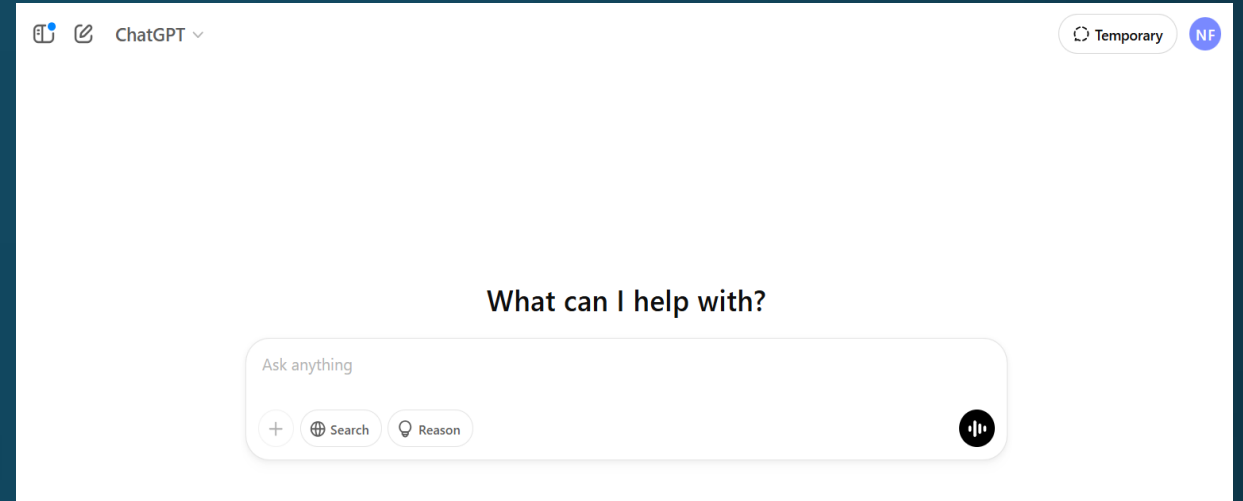 ChatGPT
Temporary
NF
What can I help with?
Ask anything
Search
Reason